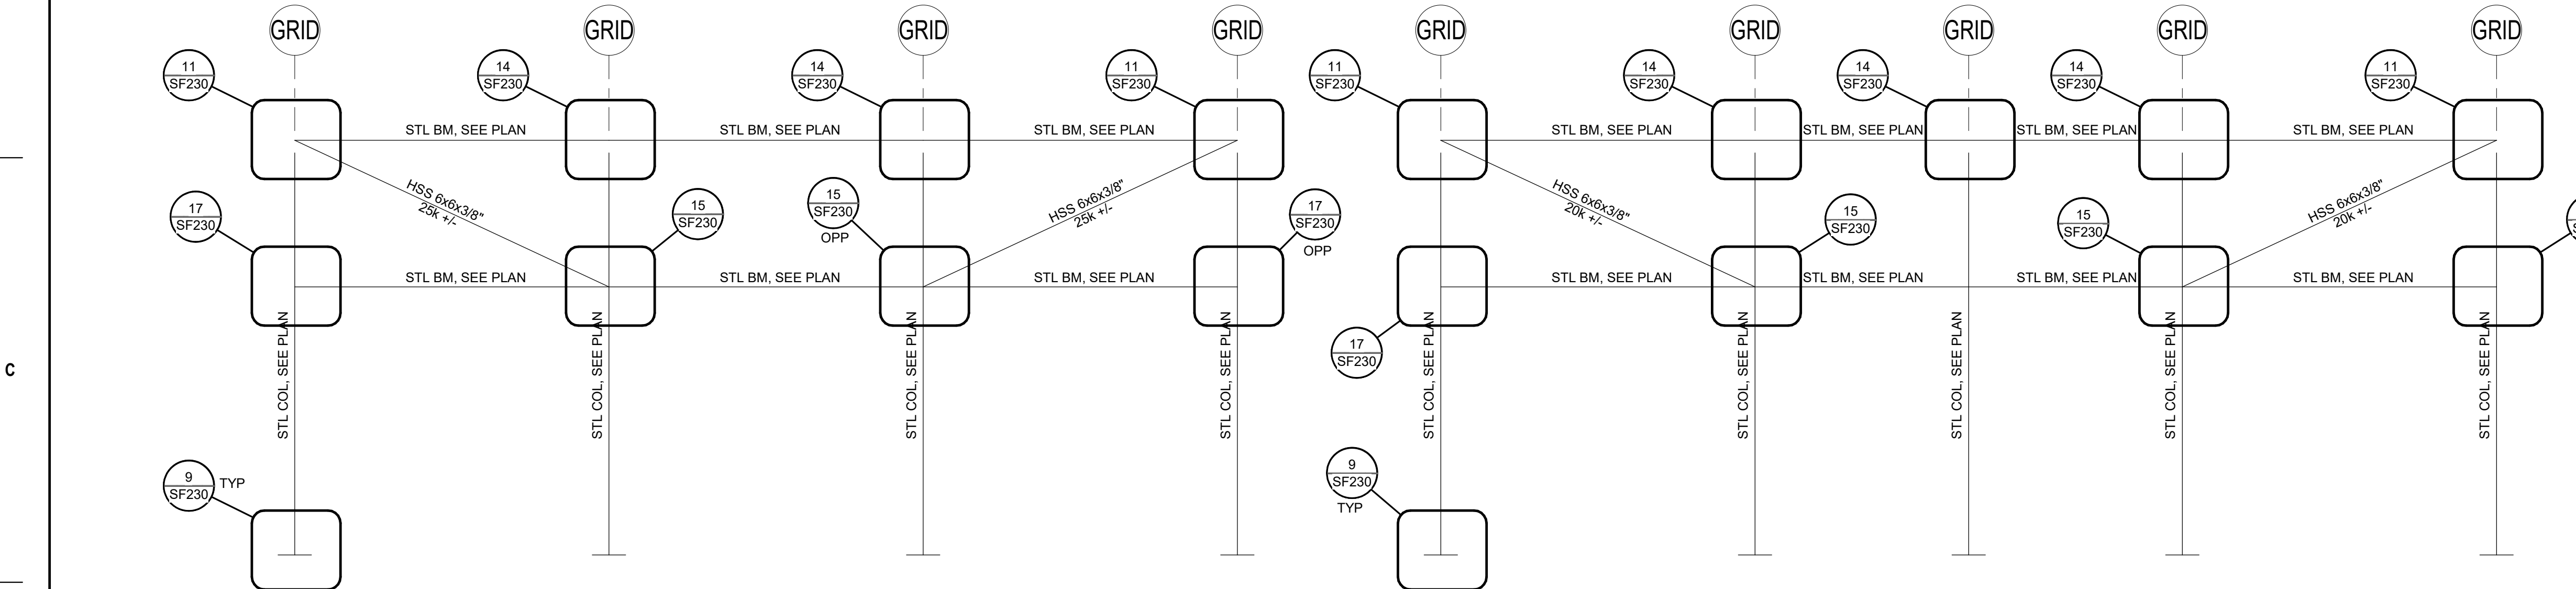 GRID
GRID
GRID
GRID
GRID
GRID
GRID
GRID
GRID
11
SF230
14
SF230
14
SF230
11
SF230
11
SF230
14
SF230
14
SF230
14
SF230
11
SF230
STL BM, SEE PLAN
STL BM, SEE PLAN
STL BM, SEE PLAN
STL BM, SEE PLAN
STL BM, SEE PLAN
STL BM, SEE PLAN
STL BM, SEE PLAN
HSS 6x6x3/8"
25k +/-
HSS 6x6x3/8"
25k +/-
HSS 6x6x3/8"
20k +/-
HSS 6x6x3/8"
20k +/-
17
SF230
15
SF230
15
SF230
OPP
17
SF230
OPP
15
SF230
15
SF230
STL BM, SEE PLAN
STL BM, SEE PLAN
STL BM, SEE PLAN
STL BM, SEE PLAN
STL BM, SEE PLAN
STL BM, SEE PLAN
STL BM, SEE PLAN
17
SF230
C
STL COL, SEE PLAN
STL COL, SEE PLAN
STL COL, SEE PLAN
STL COL, SEE PLAN
STL COL, SEE PLAN
STL COL, SEE PLAN
STL COL, SEE PLAN
STL COL, SEE PLAN
STL COL, SEE PLAN
9
SF230
TYP
9
SF230
TYP